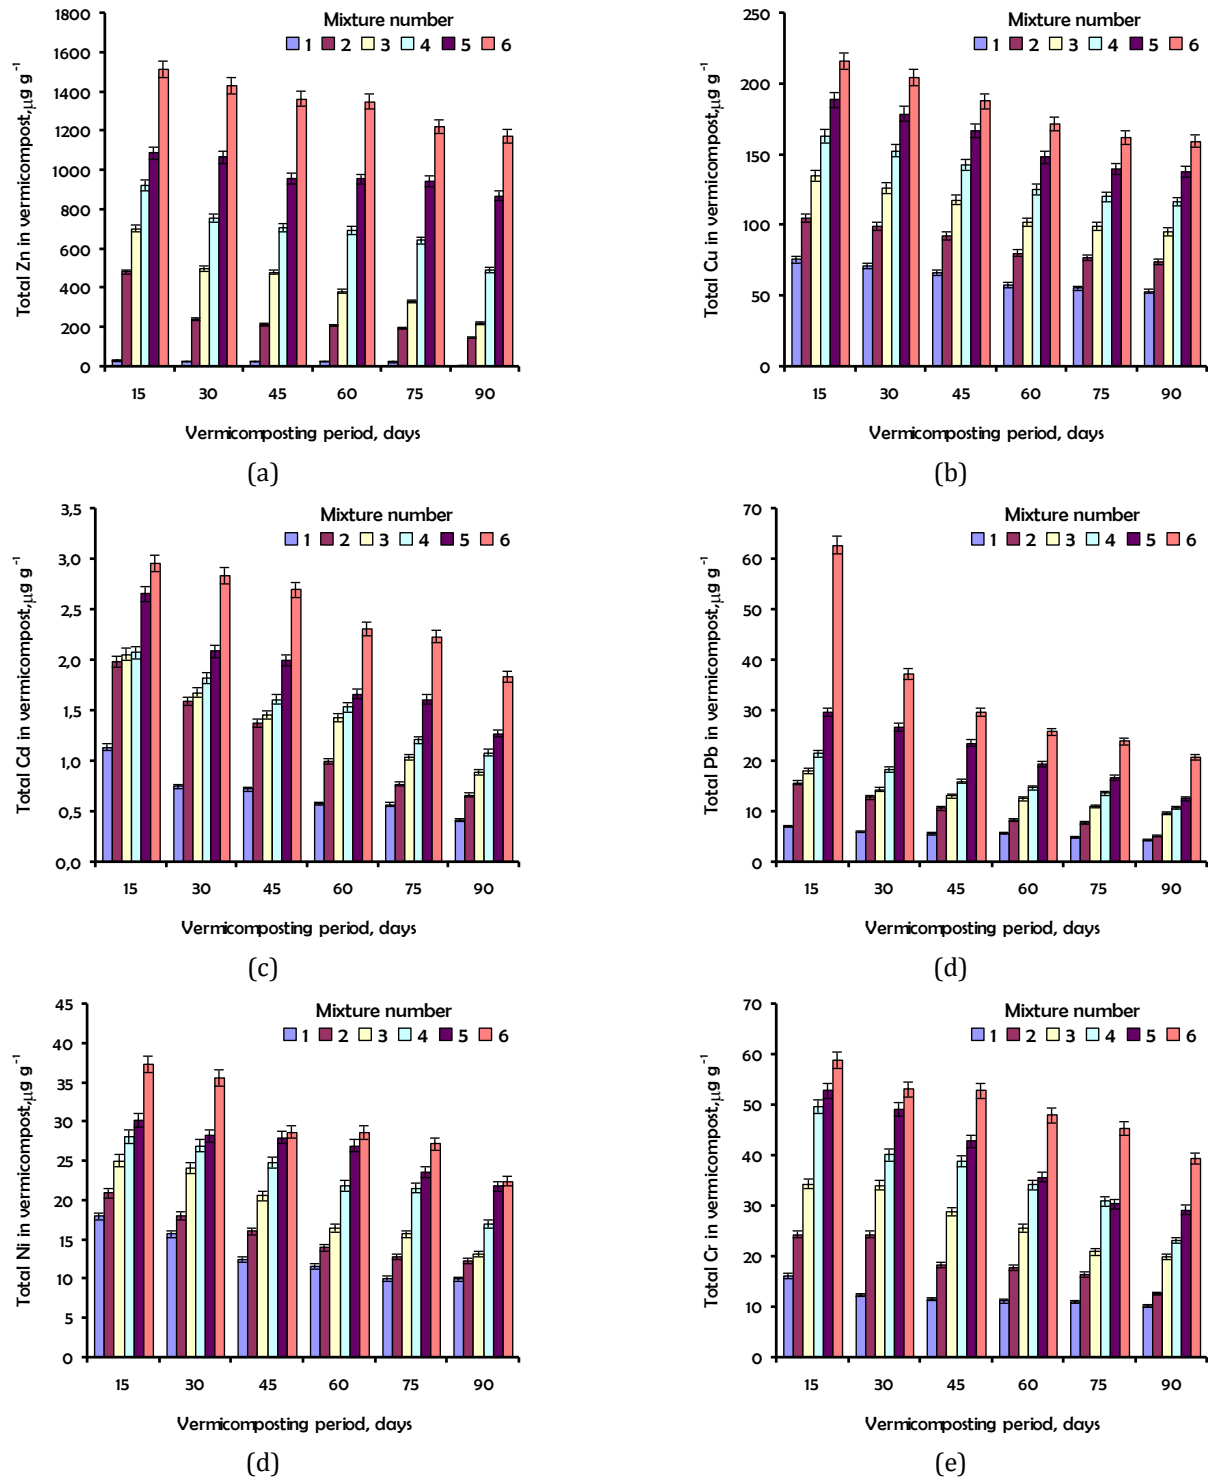 Mixture number
1 2 3 4 5 6
Total Zn in vermicompost,µg g⁻¹
1800
1600
1400
1200
1000
800
600
400
200
0
15 30 45 60 75 90
Vermicomposting period, days
(a)
Mixture number
1 2 3 4 5 6
Total Cu in vermicompost,µg g⁻¹
250
200
150
100
50
0
15 30 45 60 75 90
Vermicomposting period, days
(b)
Mixture number
1 2 3 4 5 6
Total Cd in vermicompost,µg g⁻¹
3,5
3,0
2,5
2,0
1,5
1,0
0,5
0,0
15 30 45 60 75 90
Vermicomposting period, days
(c)
Mixture number
1 2 3 4 5 6
Total Pb in vermicompost,µg g⁻¹
70
60
50
40
30
20
10
0
15 30 45 60 75 90
Vermicomposting period, days
(d)
Mixture number
1 2 3 4 5 6
Total Ni in vermicompost,µg g⁻¹
45
40
35
30
25
20
15
10
5
0
15 30 45 60 75 90
Vermicomposting period, days
(d)
Mixture number
1 2 3 4 5 6
Total Cr in vermicompost,µg g⁻¹
70
60
50
40
30
20
10
0
15 30 45 60 75 90
Vermicomposting period, days
(e)